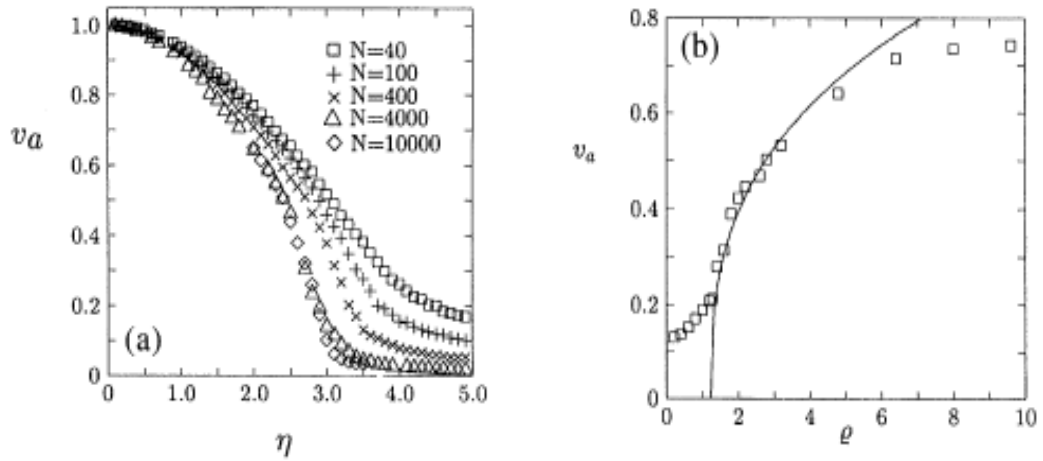 1.0
0.8
0.6
0.4
0.2
0
v_a
(a)
□ N=40
+ N=100
× N=400
△ N=4000
◇ N=10000
0.0 1.0 2.0 3.0 4.0 5.0
η
(b)
0.8
0.6
0.4
0.2
0
v_a
0 2 4 6 8 10
ϱ